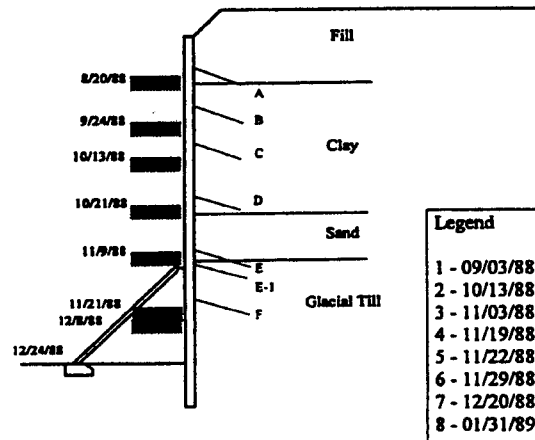 Fill
8/20/88
A
9/24/88
B
10/13/88
C
Clay
10/21/88
D
Sand
11/9/88
E
E-1
Glacial Till
11/21/88
F
12/8/88
12/24/88
Legend
1 - 09/03/88
2 - 10/13/88
3 - 11/03/88
4 - 11/19/88
5 - 11/22/88
6 - 11/29/88
7 - 12/20/88
8 - 01/31/89